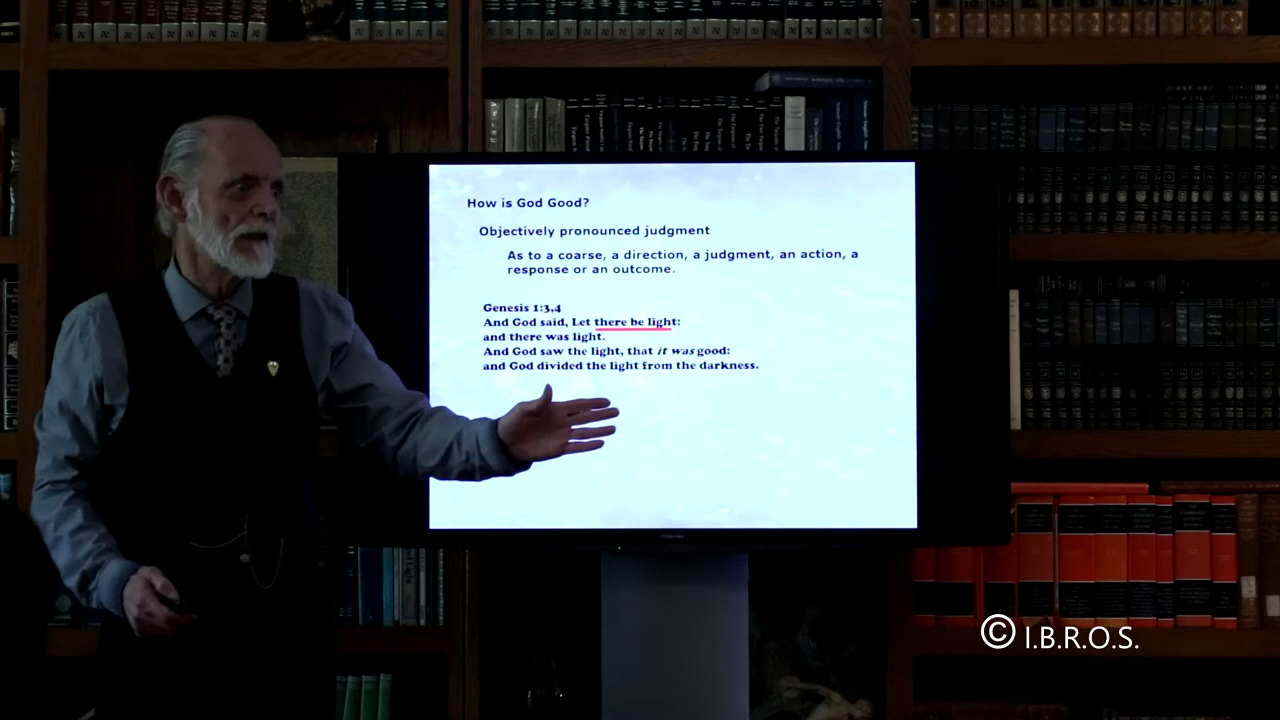 How is God Good?
Objectively pronounced judgment
As to a coarse, a direction, a judgment, an action, a
response or an outcome.
Genesis 1:3,4
And God said, Let there be light:
and there was light.
And God saw the light, that it was good:
and God divided the light from the darkness.
TOSHIBA
© I.B.R.O.S.